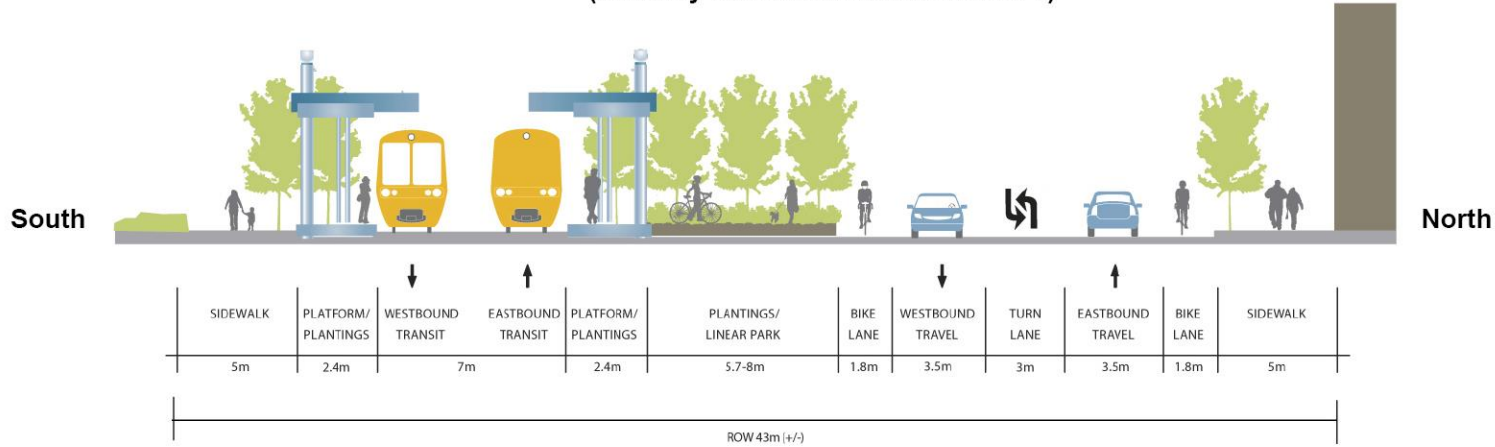 South
North
SIDEWALK
PLATFORM/
PLANTINGS
WESTBOUND
TRANSIT
EASTBOUND
TRANSIT
PLATFORM/
PLANTINGS
PLANTINGS/
LINEAR PARK
BIKE
LANE
WESTBOUND
TRAVEL
TURN
LANE
EASTBOUND
TRAVEL
BIKE
LANE
SIDEWALK
5m
2.4m
7m
2.4m
5.7-8m
1.8m
3.5m
3m
3.5m
1.8m
5m
ROW 43m (+/-)